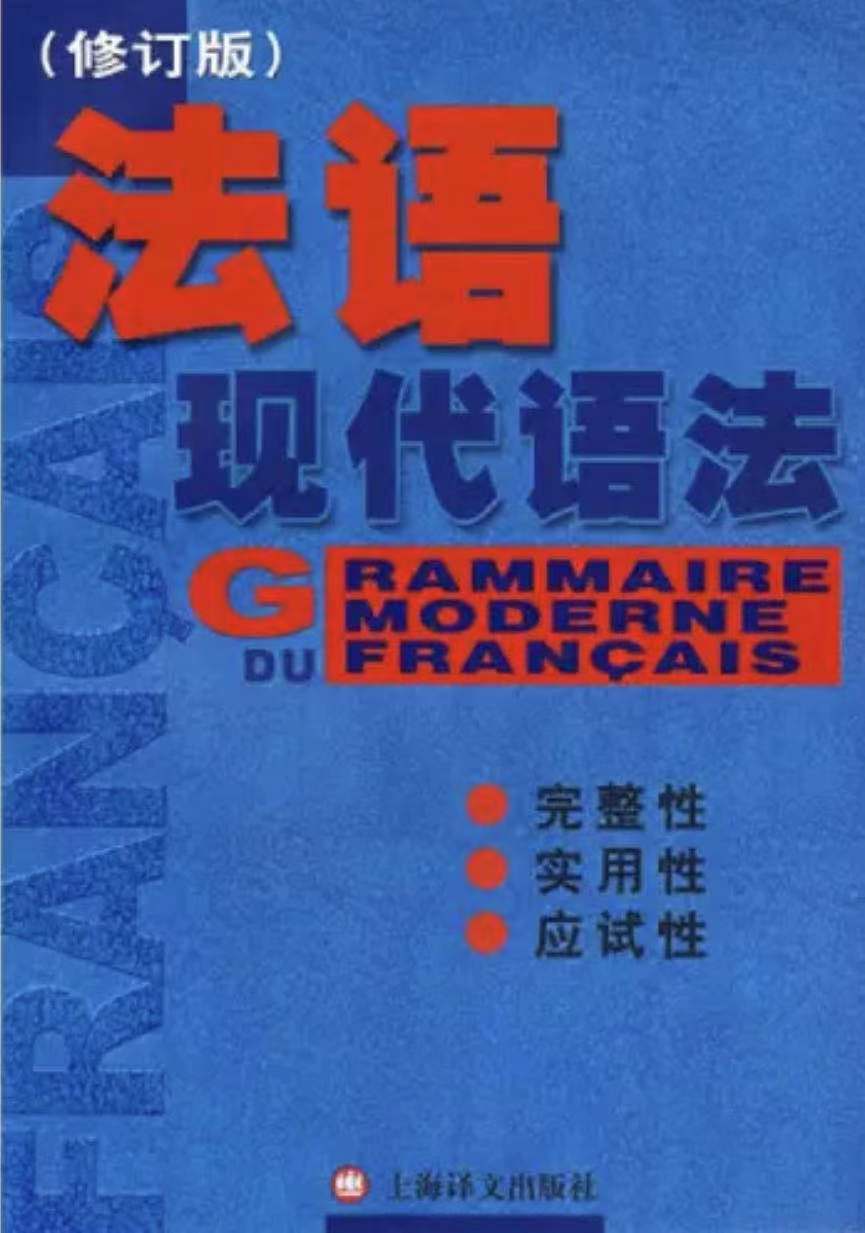 （修订版）
法语
现代语法
GRAMMAIRE
MODERNE
DU FRANÇAIS
完整性
实用性
应试性
FRANÇAIS
上海译文出版社